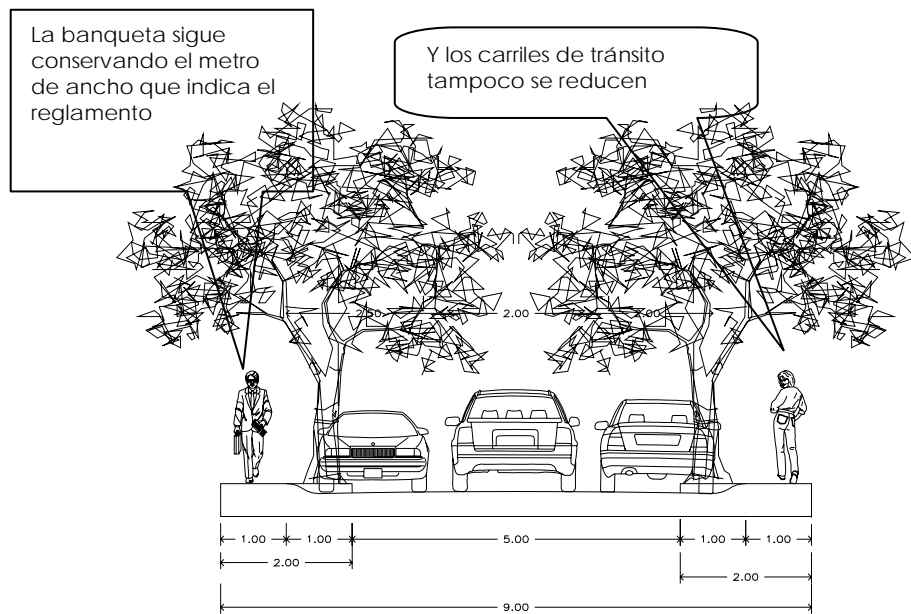 La banqueta sigue
conservando el metro
de ancho que indica el
reglamento
Y los carriles de tránsito
tampoco se reducen
2.00
1.00 1.00 5.00 1.00 1.00
2.00 2.00
9.00